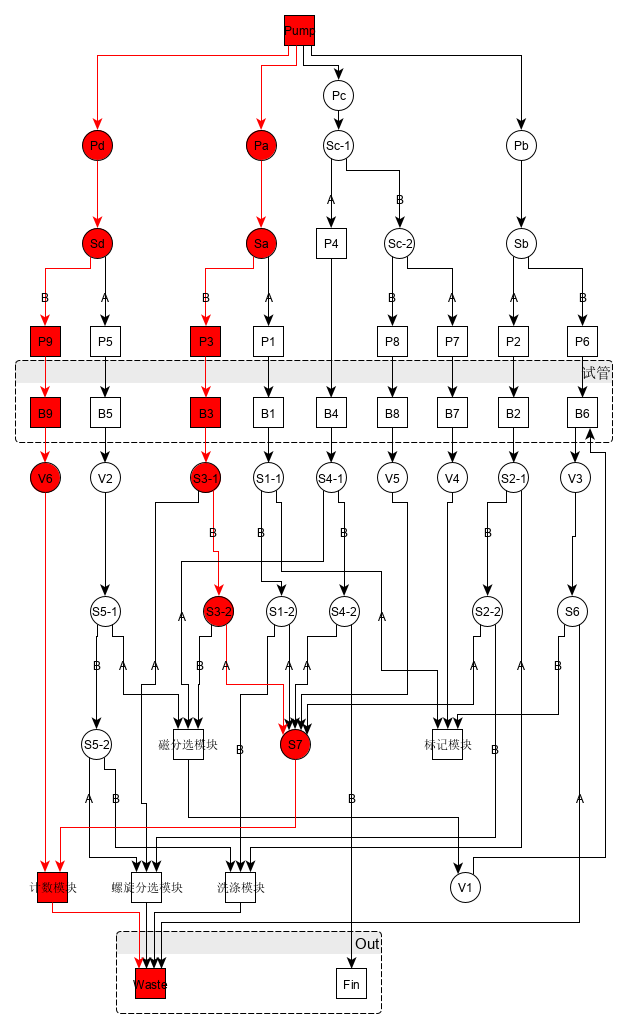 Pump
Pc
Pd
Pa
Sc-1
Pb
A
B
Sd
Sa
P4
Sc-2
Sb
B
A
B
A
B
A
A
B
P9
P5
P3
P1
P8
P7
P2
P6
试管
B9
B5
B3
B1
B4
B8
B7
B2
B6
V6
V2
S3-1
S1-1
S4-1
V5
V4
S2-1
V3
B
B
B
B
S5-1
S3-2
S1-2
S4-2
S2-2
S6
A
A
B
A
A
B
A
A
A
A
A
B
S5-2
磁分选模块
S7
标记模块
B
B
A
B
B
A
计数模块
螺旋分选模块
洗涤模块
V1
Out
Waste
Fin